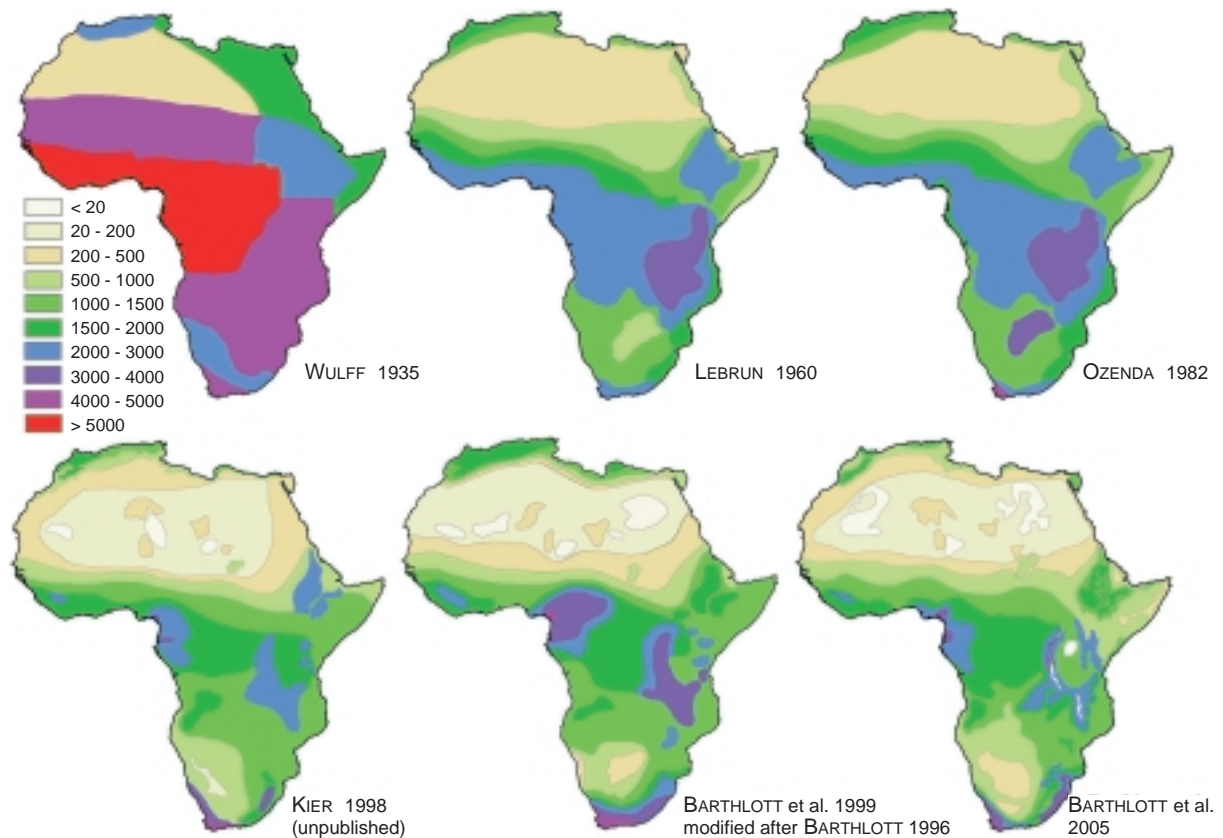 < 20
20 - 200
200 - 500
500 - 1000
1000 - 1500
1500 - 2000
2000 - 3000
3000 - 4000
4000 - 5000
> 5000
WULFF 1935
LEBRUN 1960
OZENDA 1982
KIER 1998
(unpublished)
BARTHLOTT et al. 1999
modified after BARTHLOTT 1996
BARTHLOTT et al.
2005